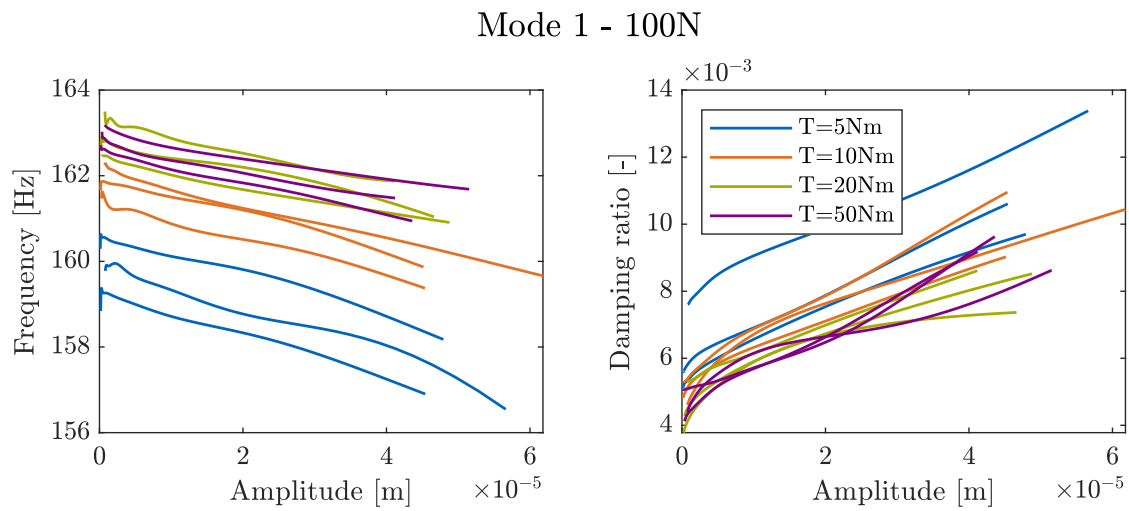 Mode 1 - 100N
164
162
160
158
156
Frequency [Hz]
0
2
4
6
×10⁻⁵
Amplitude [m]
×10⁻³
14
12
10
8
6
4
Damping ratio [-]
T=5Nm
T=10Nm
T=20Nm
T=50Nm
0
2
4
6
×10⁻⁵
Amplitude [m]